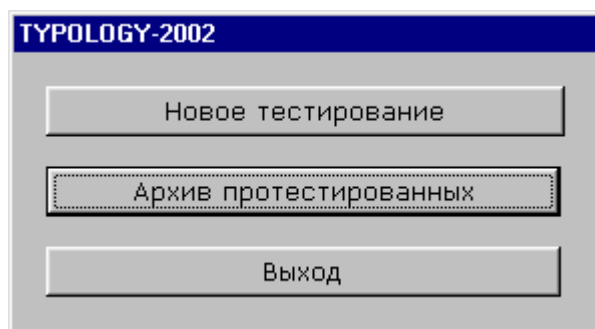 TYPOLOGY-2002
Новое тестирование
Архив протестированных
Выход